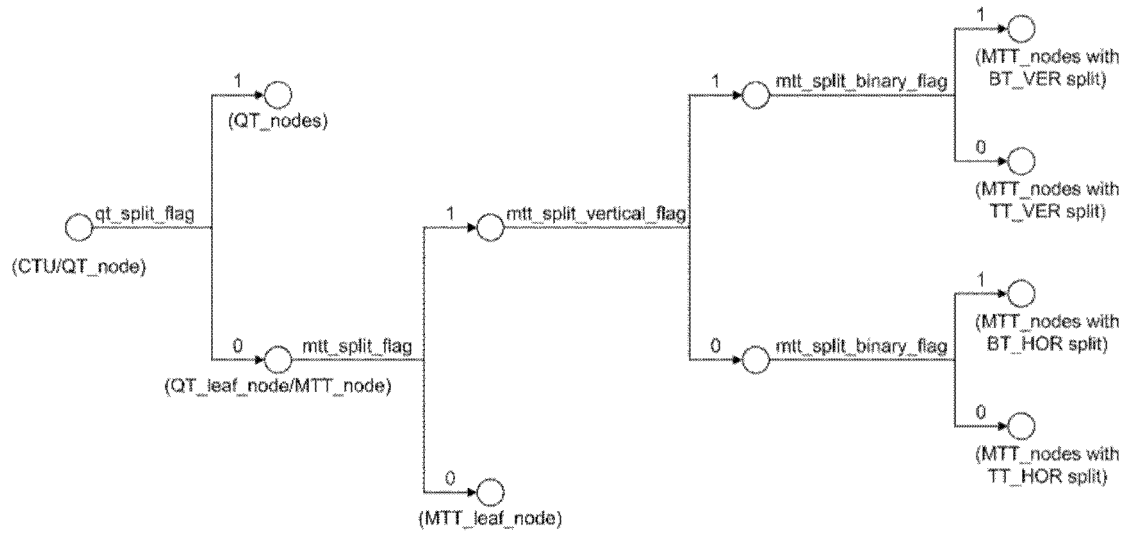 1
(MTT_nodes with
BT_VER split)
1
(QT_nodes)
1
mtt_split_binary_flag
0
(MTT_nodes with
TT_VER split)
qt_split_flag
(CTU/QT_node)
1
mtt_split_vertical_flag
1
(MTT_nodes with
BT_HOR split)
0
mtt_split_flag
(QT_leaf_node/MTT_node)
0
mtt_split_binary_flag
0
(MTT_nodes with
TT_HOR split)
0
(MTT_leaf_node)